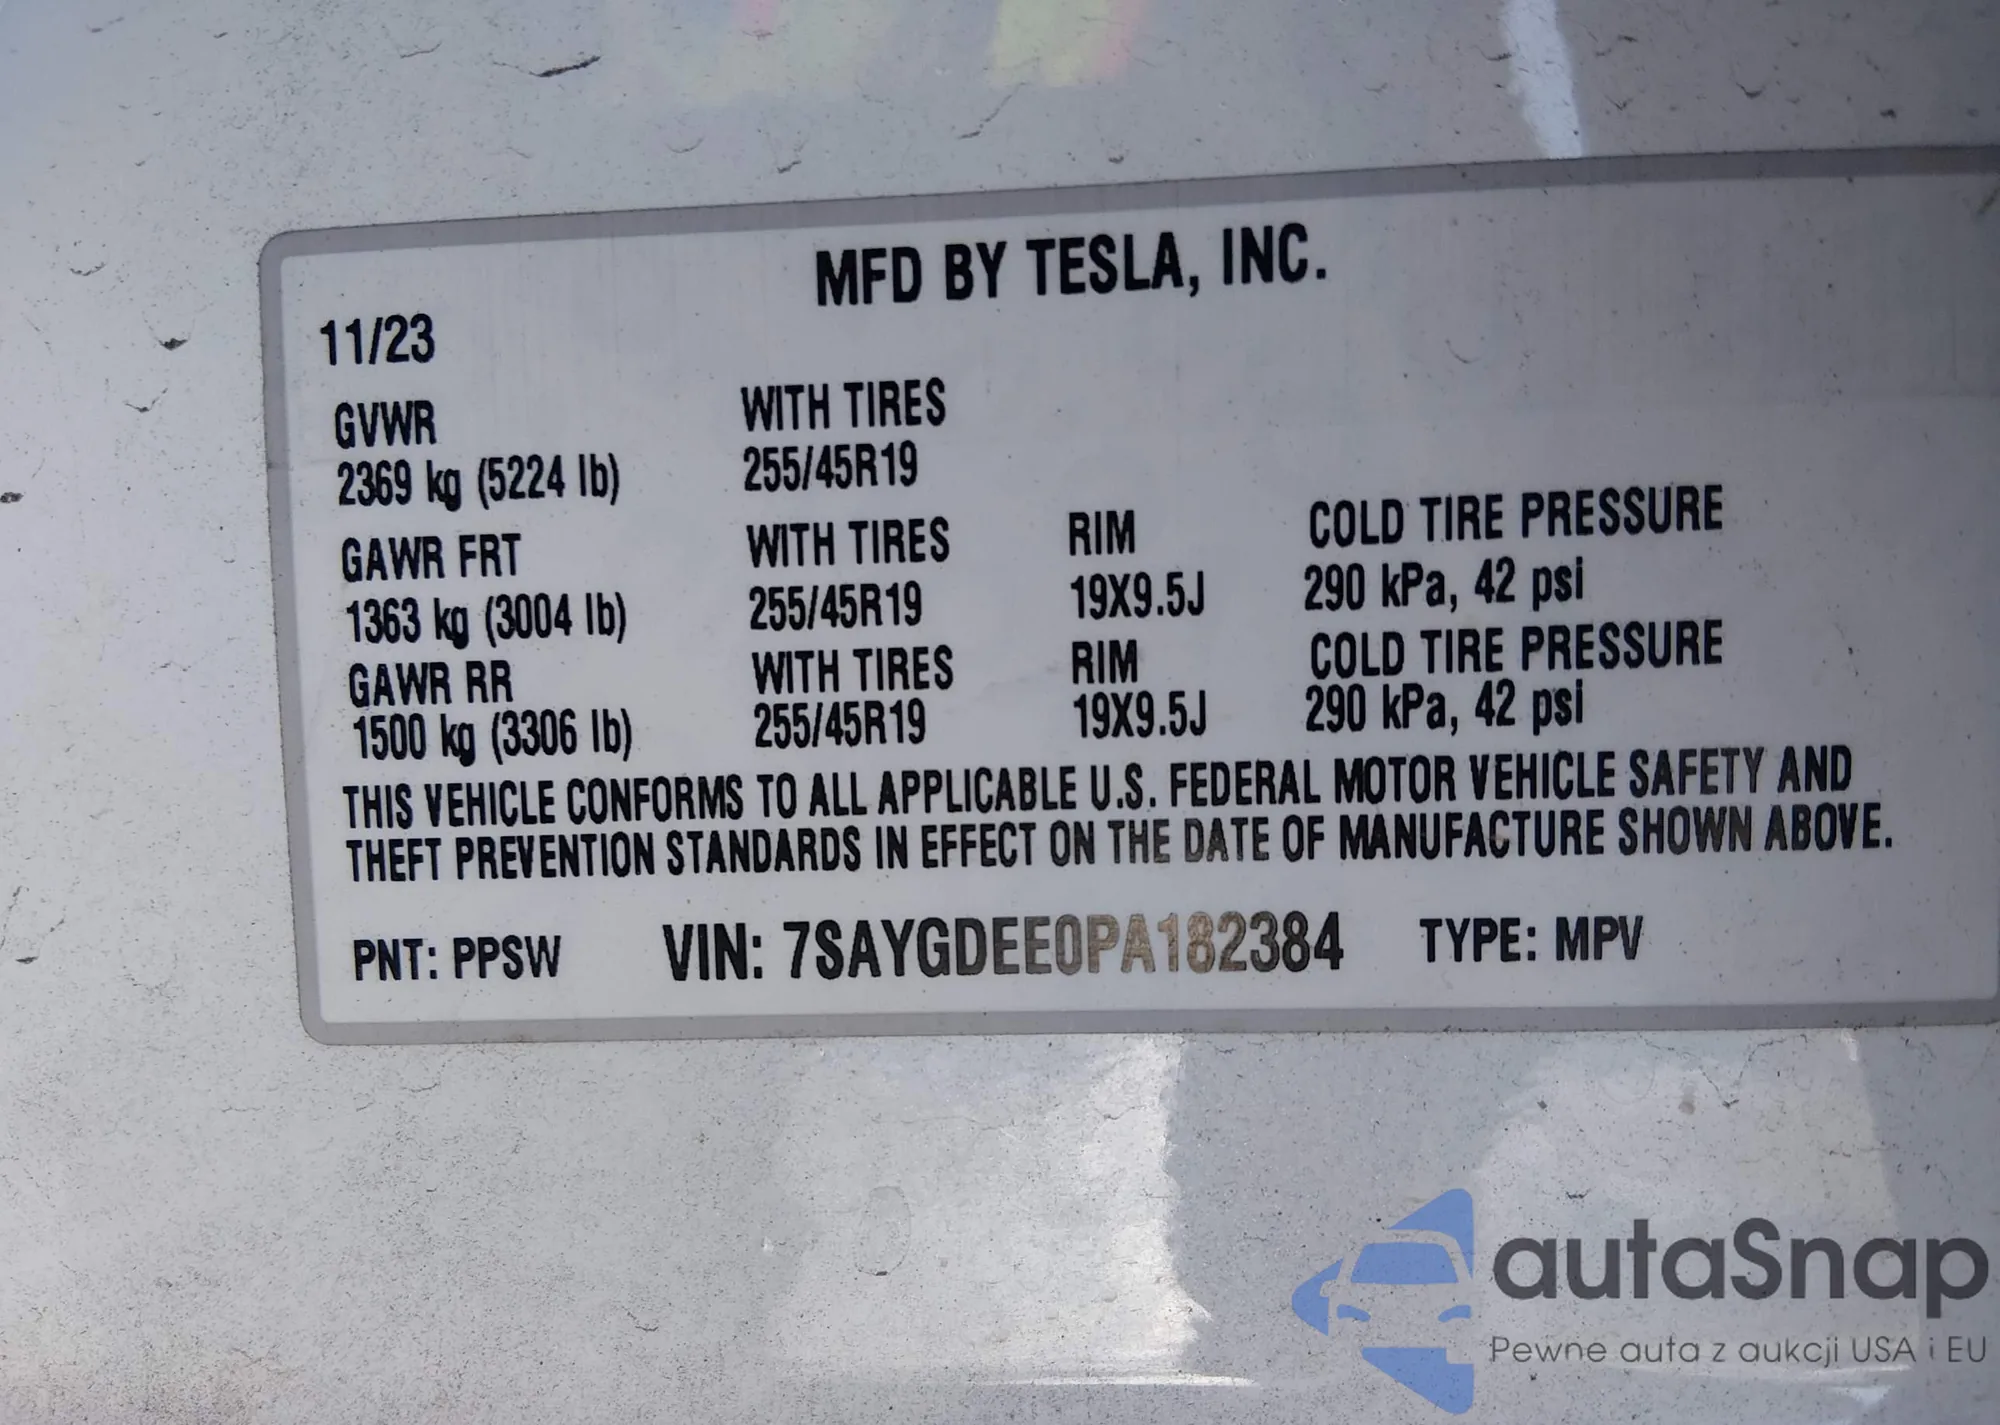 MFD BY TESLA, INC.
11/23
GVWR WITH TIRES
2369 kg (5224 lb) 255/45R19
GAWR FRT WITH TIRES RIM COLD TIRE PRESSURE
1363 kg (3004 lb) 255/45R19 19X9.5J 290 kPa, 42 psi
GAWR RR WITH TIRES RIM COLD TIRE PRESSURE
1500 kg (3306 lb) 255/45R19 19X9.5J 290 kPa, 42 psi
THIS VEHICLE CONFORMS TO ALL APPLICABLE U.S. FEDERAL MOTOR VEHICLE SAFETY AND
THEFT PREVENTION STANDARDS IN EFFECT ON THE DATE OF MANUFACTURE SHOWN ABOVE.
PNT: PPSW VIN: 7SAYGDEE0PA182384 TYPE: MPV
autaSnap
Pewne auta z aukcji USA i EU